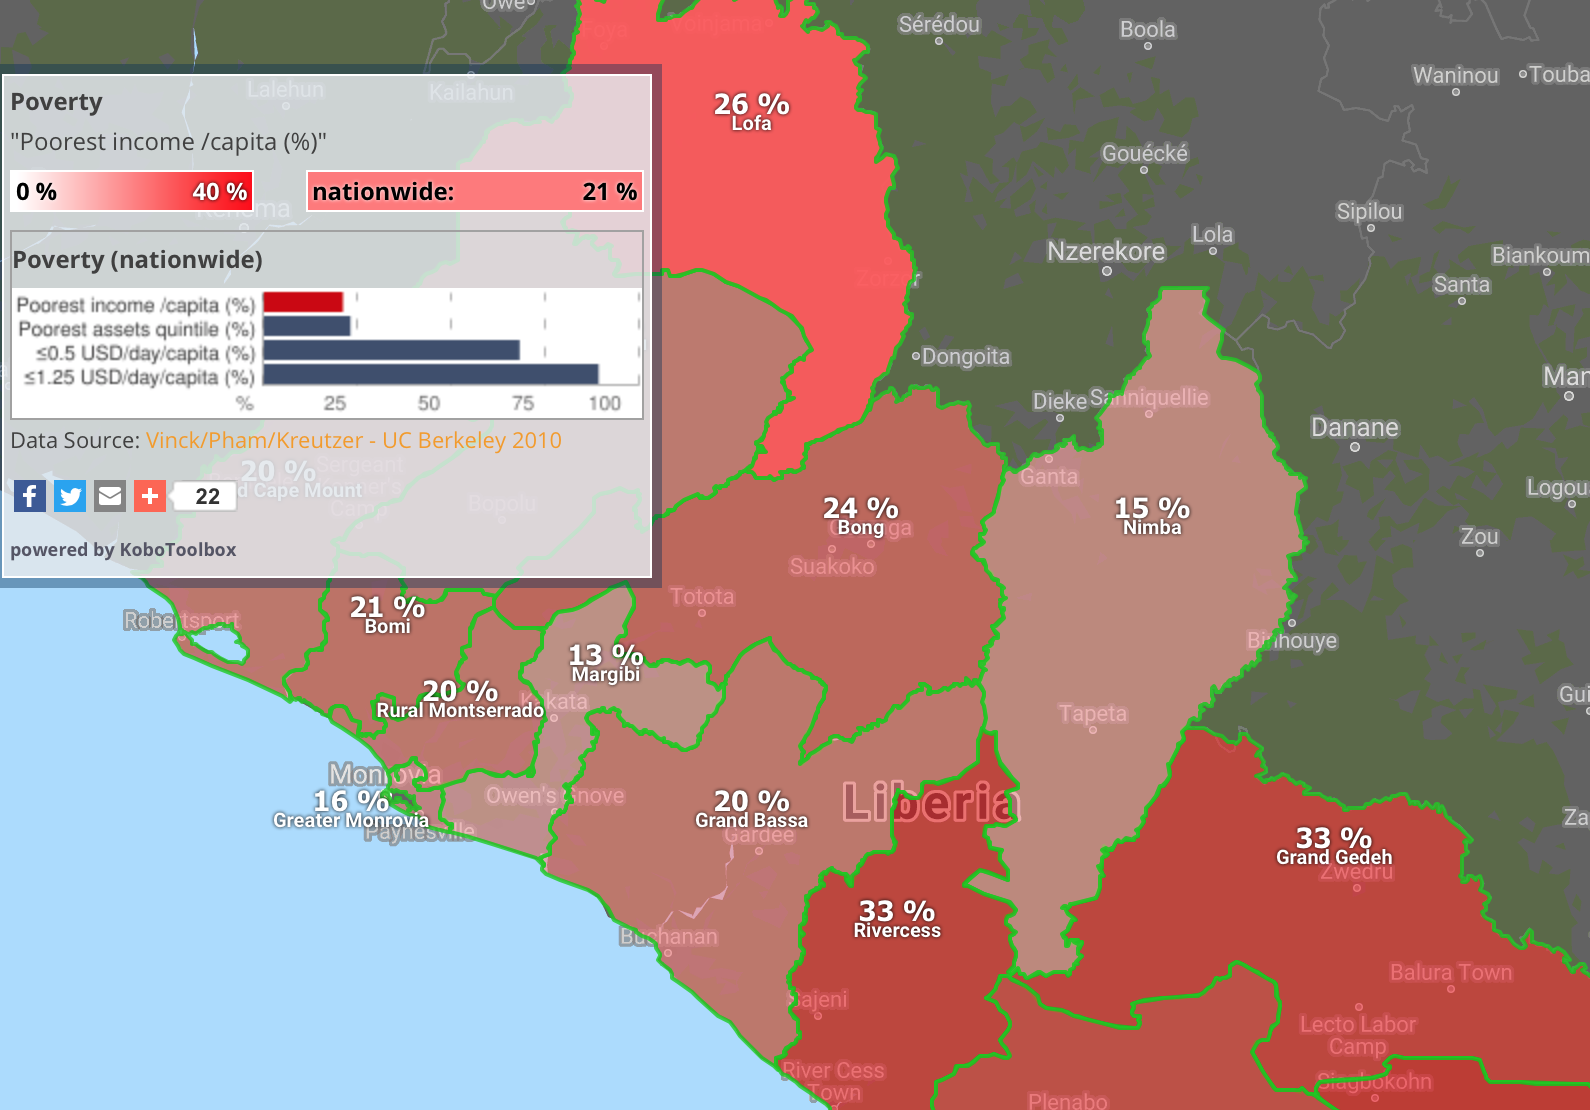 Owe
Toya
Voinjama
Sérédou
Boola
Waninou
Touba
Lalehun
Kailahun
Poverty
"Poorest income /capita (%)"
0 %
40 %
nationwide:
21 %
Kenema
Poverty (nationwide)
Poorest income /capita (%)
Poorest assets quintile (%)
≤0.5 USD/day/capita (%)
≤1.25 USD/day/capita (%)
%
25
50
75
100
Data Source: Vinck/Pham/Kreutzer - UC Berkeley 2010
20 %
d Cape Mount
Sergeant
Camp
Bopolu
22
powered by KoboToolbox
26 %
Lofa
Gouécké
Sipilou
Lola
Nzerekore
Biankoum
Santa
Zorzor
Dongoita
Dieke
Sanniquellie
Man
Danane
Ganta
24 %
Bong
Suakoko
15 %
Nimba
Logou
Zou
Totota
Robertsport
21 %
Bomi
13 %
Margibi
Kakata
20 %
Rural Montserrado
Binhouye
Gui
Tapeta
Monrovia
16 %
Greater Monrovia
Paynesville
Owen's Grove
20 %
Grand Bassa
Gardee
Liberia
Za
33 %
Grand Gedeh
Zwedru
33 %
Rivercess
Buchanan
Balura Town
Sajeni
Lecto Labor
Camp
River Cess
Town
Siagbokohn
Plenabo